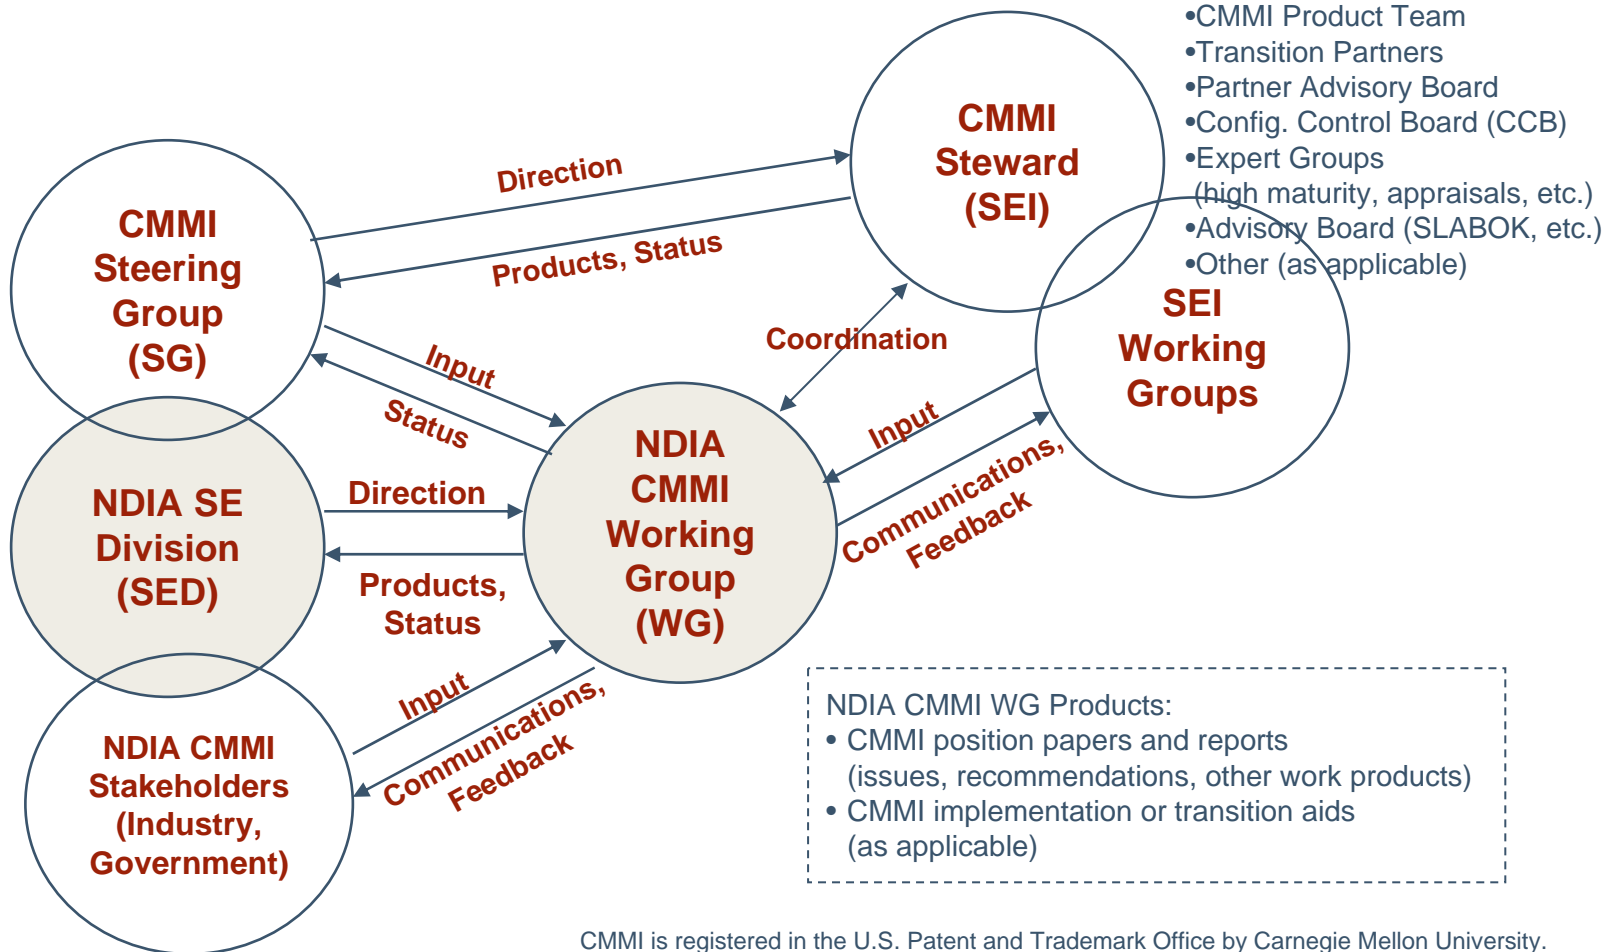 •CMMI Product Team
•Transition Partners
•Partner Advisory Board
•Config. Control Board (CCB)
•Expert Groups
(high maturity, appraisals, etc.)
•Advisory Board (SLABOK, etc.)
•Other (as applicable)
CMMI
Steward
(SEI)
SEI
Working
Groups
CMMI
Steering
Group
(SG)
Direction
Products, Status
Coordination
Input
Status
NDIA SE
Division
(SED)
Direction
Products,
Status
NDIA
CMMI
Working
Group
(WG)
Input
Communications,
Feedback
NDIA CMMI
Stakeholders
(Industry,
Government)
Input
Communications,
Feedback
NDIA CMMI WG Products:
• CMMI position papers and reports
(issues, recommendations, other work products)
• CMMI implementation or transition aids
(as applicable)
CMMI is registered in the U.S. Patent and Trademark Office by Carnegie Mellon University.